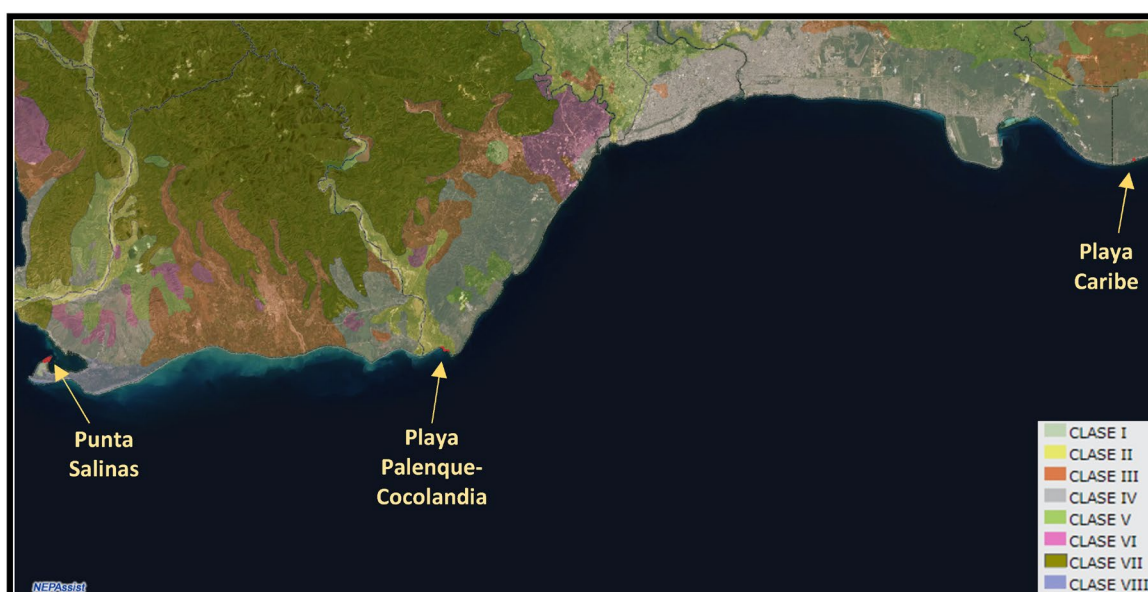 Playa
Caribe
Punta
Salinas
Playa
Palenque-
Cocolandia
CLASE I
CLASE II
CLASE III
CLASE IV
CLASE V
CLASE VI
CLASE VII
CLASE VIII
NEPAssist